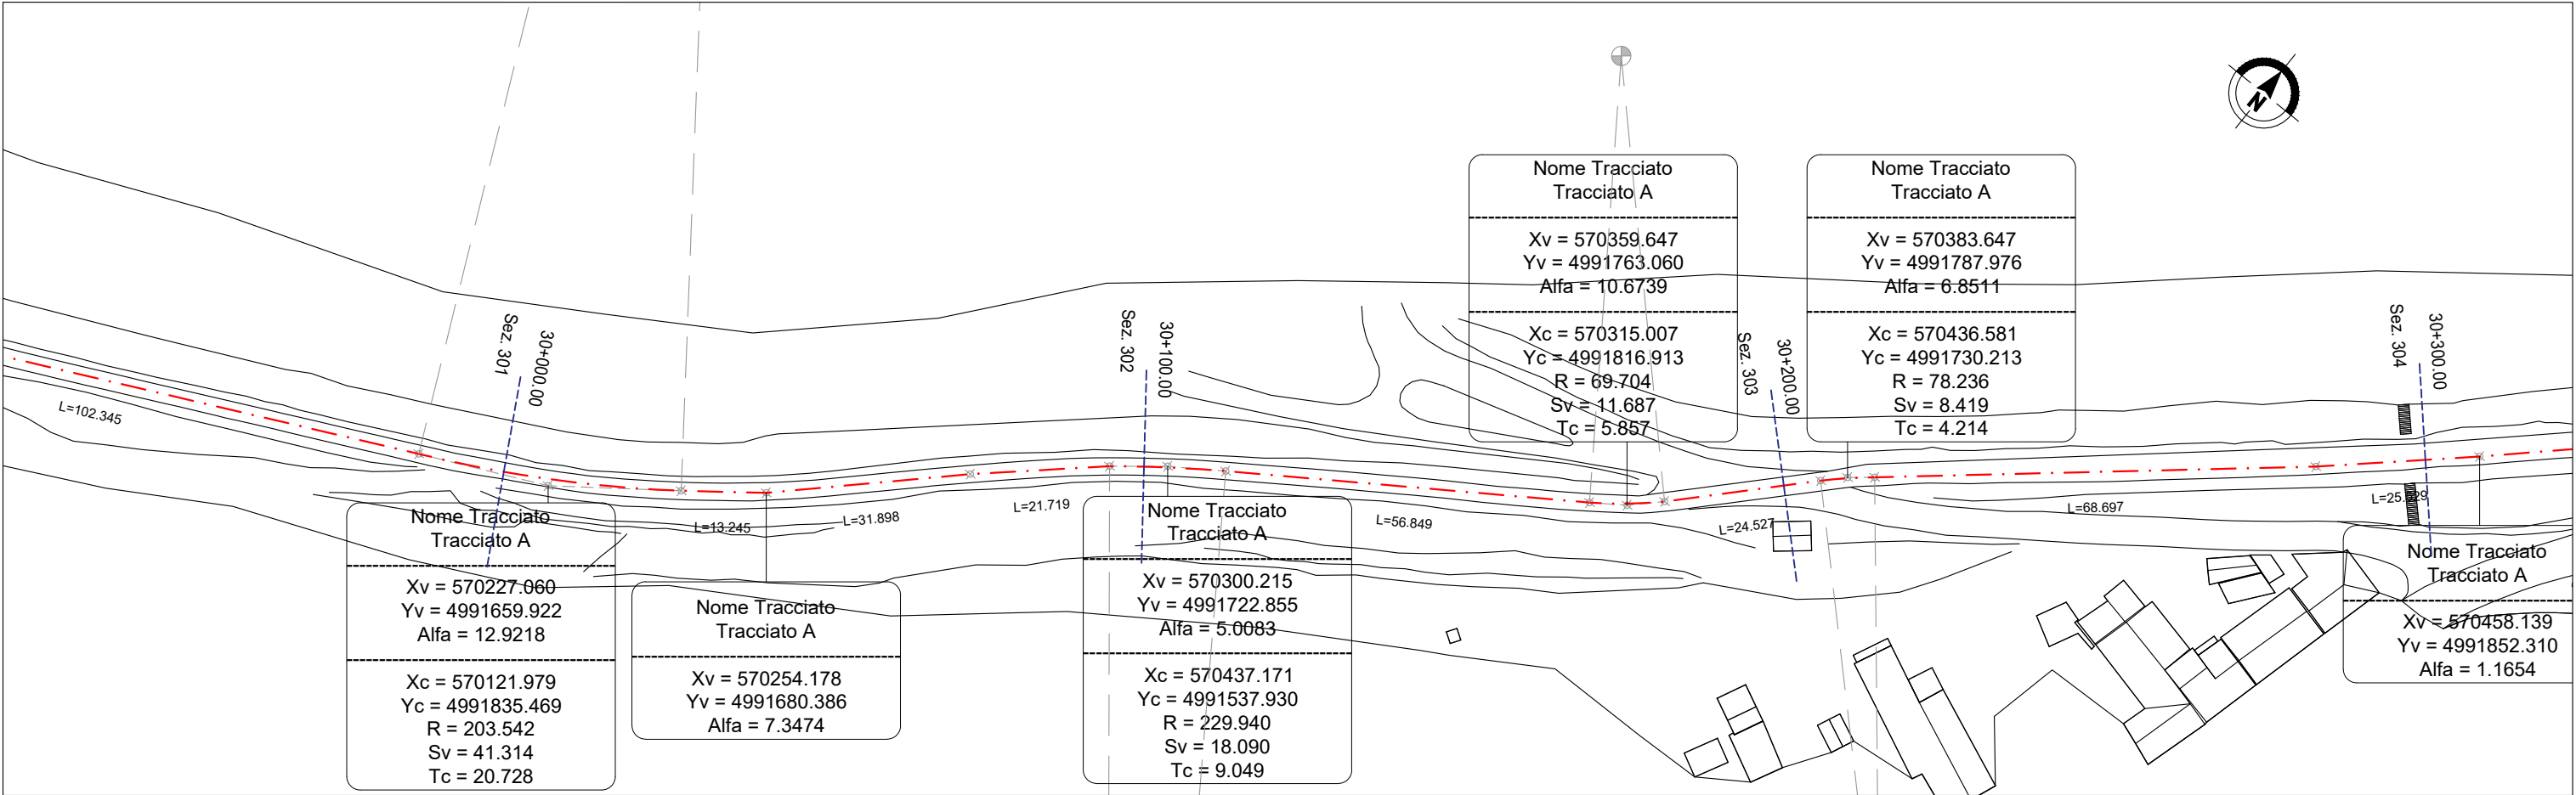 N
Nome Tracciato
Tracciato A
Xv = 570359.647
Yv = 4991763.060
Alfa = 10.6739
Xc = 570315.007
Yc = 4991816.913
R = 69.704
Sv = 11.687
Tc = 5.857
Nome Tracciato
Tracciato A
Xv = 570383.647
Yv = 4991787.976
Alfa = 6.8511
Xc = 570436.581
Yc = 4991730.213
R = 78.236
Sv = 8.419
Tc = 4.214
Sez. 301
30+000.00
Sez. 302
30+100.00
Sez. 303
30+200.00
Sez. 304
30+300.00
L=102.345
L=13.245
L=31.898
L=21.719
L=56.849
L=24.527
L=68.697
Nome Tracciato
Tracciato A
Xv = 570227.060
Yv = 4991659.922
Alfa = 12.9218
Xc = 570121.979
Yc = 4991835.469
R = 203.542
Sv = 41.314
Tc = 20.728
Nome Tracciato
Tracciato A
Xv = 570254.178
Yv = 4991680.386
Alfa = 7.3474
Nome Tracciato
Tracciato A
Xv = 570300.215
Yv = 4991722.855
Alfa = 5.0083
Xc = 570437.171
Yc = 4991537.930
R = 229.940
Sv = 18.090
Tc = 9.049
Nome Tracciato
Tracciato A
Xv = 570458.139
Yv = 4991852.310
Alfa = 1.1654